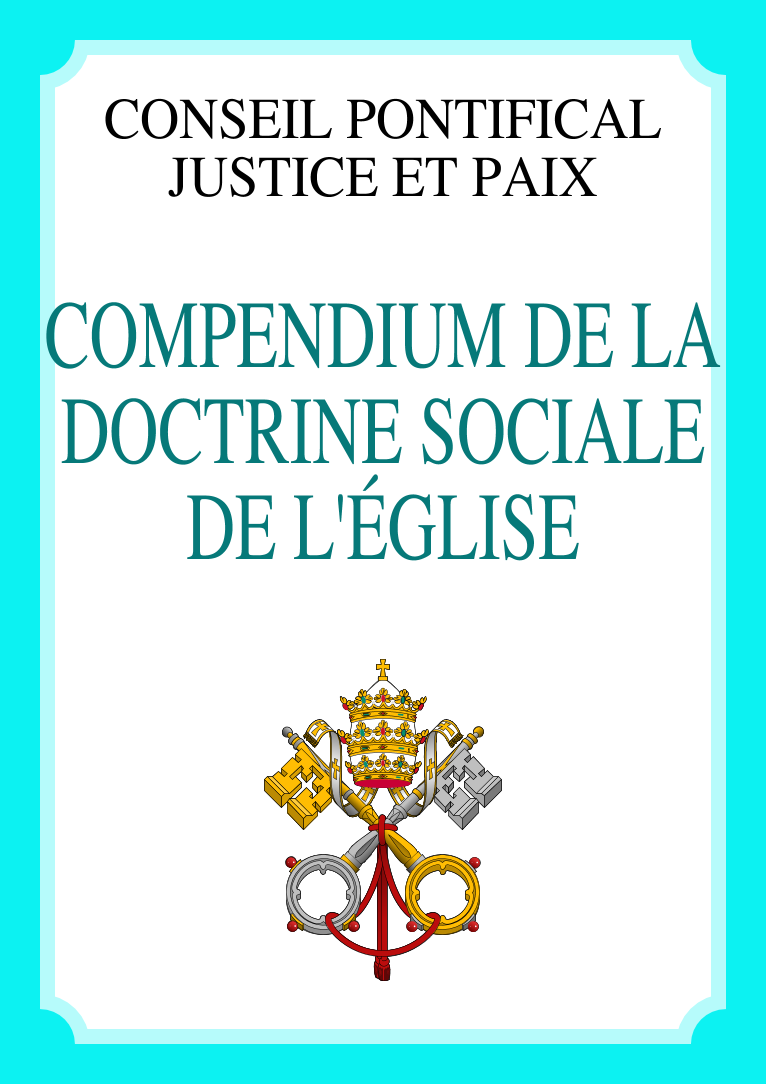 CONSEIL PONTIFICAL
JUSTICE ET PAIX
COMPENDIUM DE LA
DOCTRINE SOCIALE
DE L'ÉGLISE